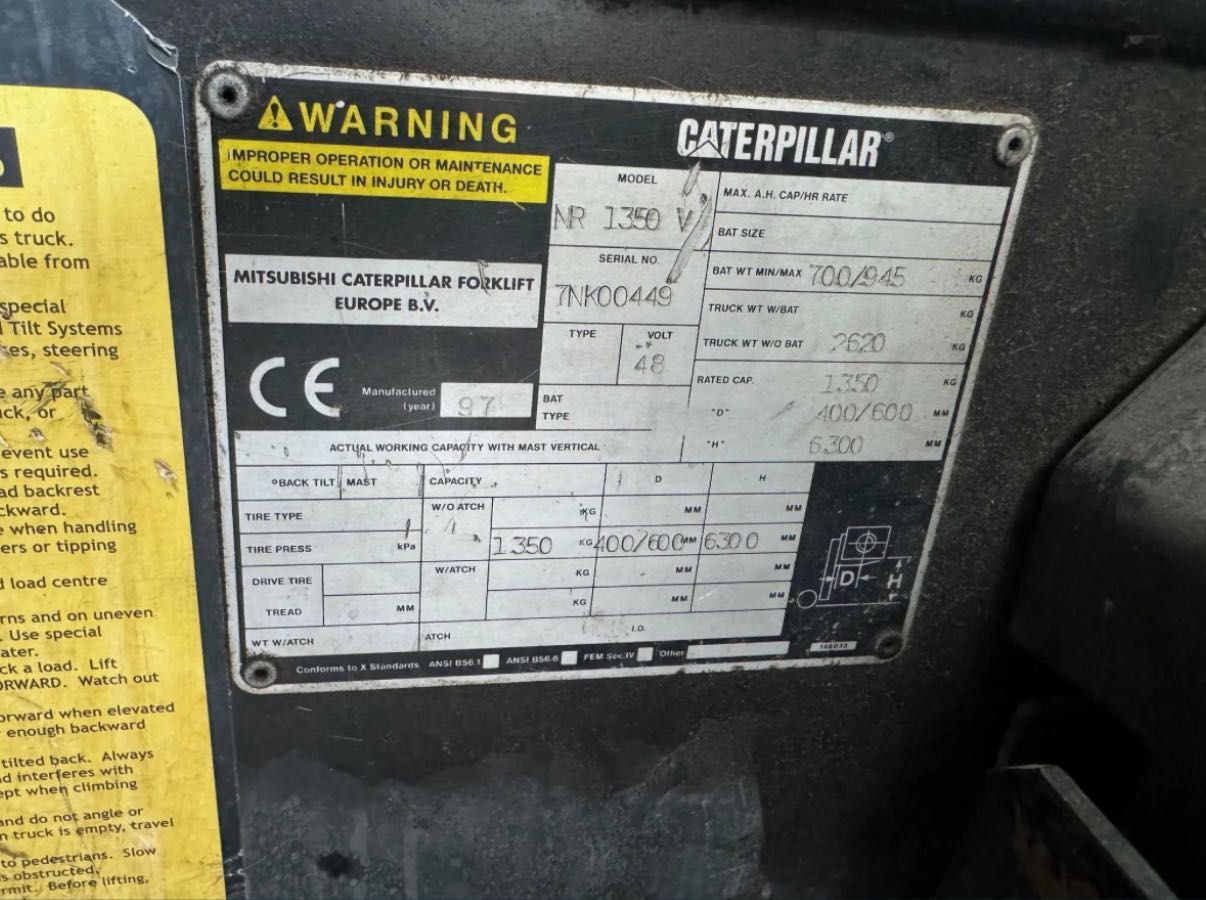 to do
s truck.
able from
special
Tilt Systems
es, steering
any part
ck, or
event use
s required.
ad backrest
ckward.
e when handling
ers or tipping
d load centre
rns and on uneven
. Use special
ater.
ck a load. Lift
ORWARD. Watch out
orward when elevated
enough backward
tilted back. Always
nd interferes with
ept when climbing
and do not angle or
n truck is empty, travel
to pedestrians. Slow
s obstructed,
rmit. Before lifting,
WARNING
IMPROPER OPERATION OR MAINTENANCE
COULD RESULT IN INJURY OR DEATH.
CATERPILLAR®
MITSUBISHI CATERPILLAR FORKLIFT
EUROPE B.V.
CE
Manufactured
(year) 97
MODEL
NR 1350 V
SERIAL NO.
7NK00449
TYPE VOLT
48
BAT
TYPE
MAX. A.H. CAP/HR RATE
BAT SIZE
BAT WT MIN/MAX 700/945 KG
TRUCK WT W/BAT KG
TRUCK WT W/O BAT 2620 KG
RATED CAP. 1350 KG
"D" 400/600 MM
"H" 6300 MM
ACTUAL WORKING CAPACITY WITH MAST VERTICAL
°BACK TILT MAST CAPACITY D H
TIRE TYPE W/O ATCH KG MM MM
TIRE PRESS kPa 1350 KG 400/600 MM 6300 MM
DRIVE TIRE W/ATCH KG MM MM
TREAD MM KG MM MM
WT W/ATCH ATCH I.D.
D H
Conforms to X Standards ANSI B56.1 ANSI B56.6 FEM Sec.IV Other